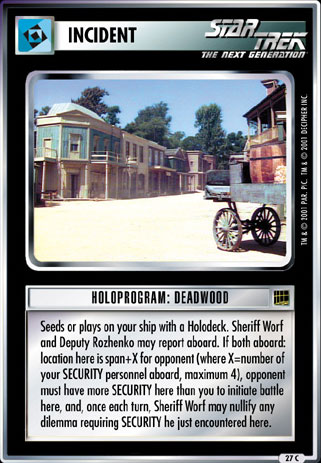 INCIDENT
STAR TREK
THE NEXT GENERATION
TM & © 2001 PAR. PIC. TM & © 2001 DECIPHER INC.
HOLOPROGRAM: DEADWOOD
Seeds or plays on your ship with a Holodeck. Sheriff Worf
and Deputy Rozhenko may report aboard. If both aboard:
location here is span+X for opponent (where X=number of
your SECURITY personnel aboard, maximum 4), opponent
must have more SECURITY here than you to initiate battle
here, and, once each turn, Sheriff Worf may nullify any
dilemma requiring SECURITY he just encountered here.
27 C